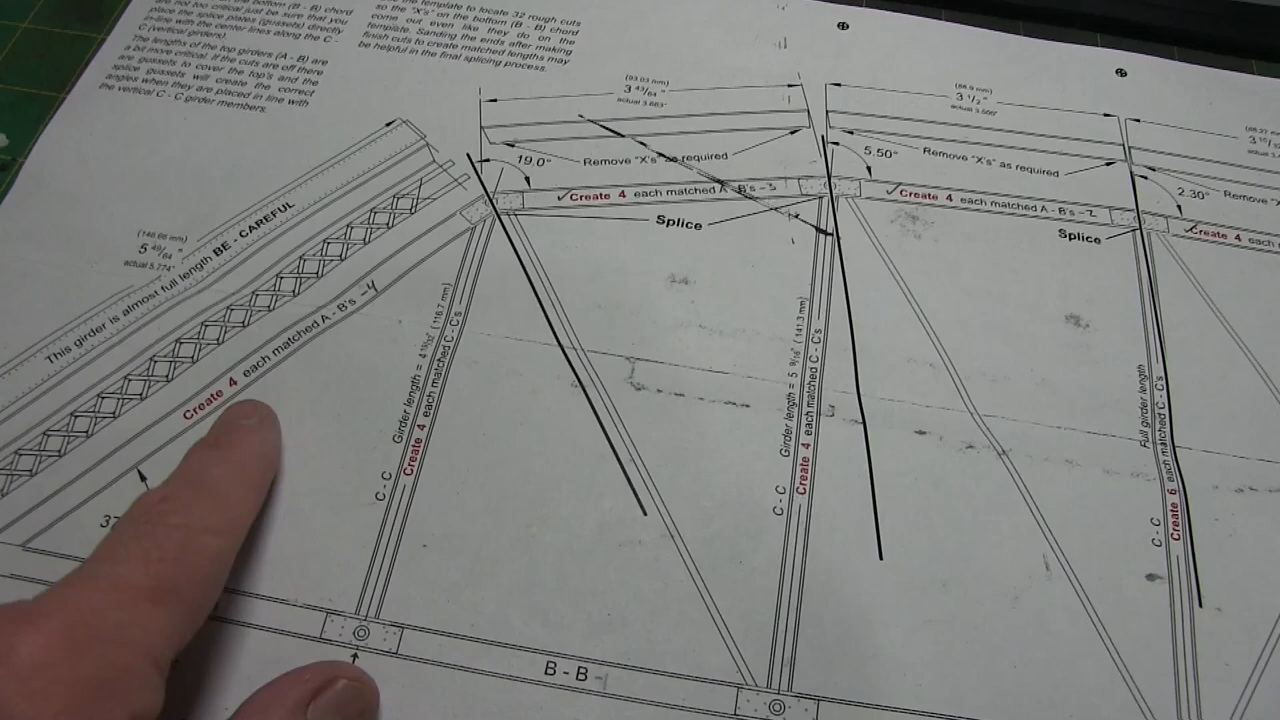 bottom (B - B) chord
are not too critical just be sure that you
place the splice plates (gussets) directly
in-line with the center lines along the C -
C (vertical girders).
The lengths of the top girders (A - B) are
a bit more critical. If the cuts are off there
are gussets to cover the top's and the
splice gussets will create the correct
angles when they are placed in line with
the vertical C - C girder members.
template to locate 32 rough cuts
"X's" on the bottom (B - B) chord
come out even like they do on the
template. Sanding the ends after making
finish cuts to create matched lengths may
be helpful in the final splicing process.
(93.03 mm)
3 43/64 "
actual 3.663"
(88.9 mm)
3 1/2"
19.0°
Remove "X's" as required
5.50°
Remove "X's" as required
2.30°
Remove
✓Create 4 each matched A - B's -3
✓Create 4 each matched A - B's -2
✓Create 4 each
Splice
Splice
(146.66 mm)
5 49/64 "
actual 5.774"
This girder is almost full length BE - CAREFUL
Create 4 each matched A - B's -4
C - C Girder length = 4 19/32" (116.7 mm)
Create 4 each matched C - C's
C - C Girder length = 5 9/16" (141.3 mm)
Create 4 each matched C - C's
C - C Full girder length
Create 6 each matched C - C's
37
B - B